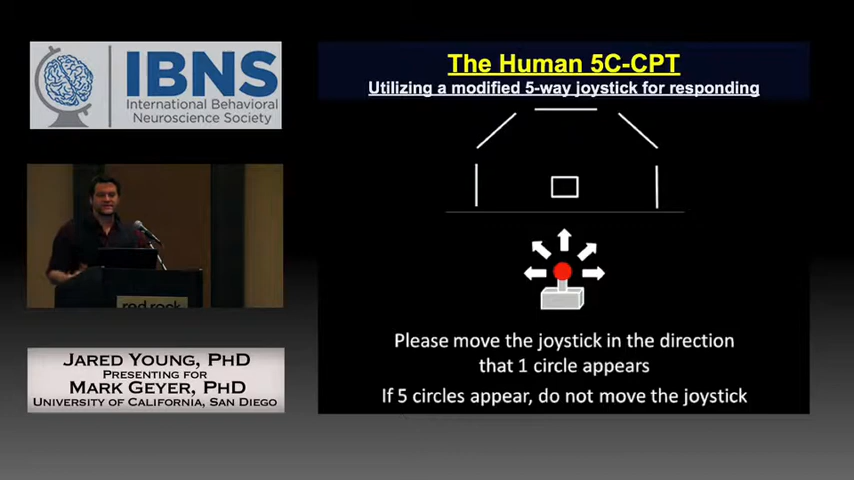 IBNS
International Behavioral
Neuroscience Society
The Human 5C-CPT
Utilizing a modified 5-way joystick for responding
red rock
Please move the joystick in the direction
that 1 circle appears
If 5 circles appear, do not move the joystick
JARED YOUNG, PHD
PRESENTING FOR
MARK GEYER, PHD
UNIVERSITY OF CALIFORNIA, SAN DIEGO